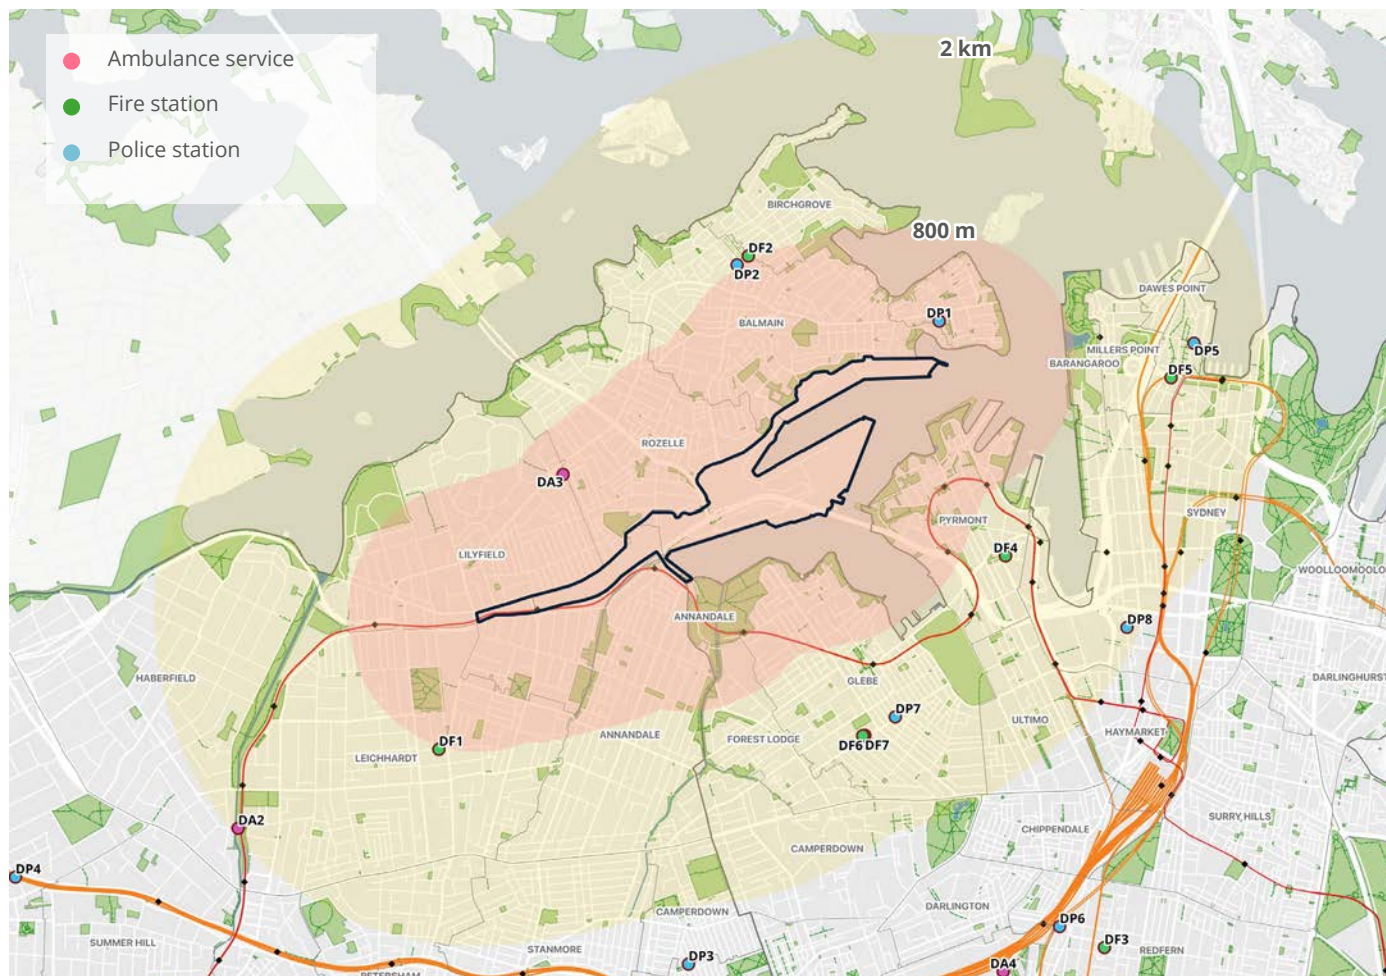 Ambulance service
Fire station
Police station
2 km
800 m
BIRCHGROVE
DF2
DP2
BALMAIN
DP1
DAWES POINT
MILLERS POINT
DP5
BARANGAROO
DF5
ROZELLE
DA3
SYDNEY
PYRMONT
LILYFIELD
DF4
WOOLLOOMOOLO
ANNANDALE
DP8
HABERFIELD
GLEBE
DARLINGHURST
DP7
ULTIMO
DF1
ANNANDALE
FOREST LODGE
DF6 DF7
HAYMARKET
LEICHHARDT
DA2
CHIPPENDALE
SURRY HILLS
CAMPERDOWN
DP4
DARLINGTON
CAMPERDOWN
DP6
SUMMER HILL
STANMORE
DF3
REDFERN
DP3
DA4
PETERSHAM